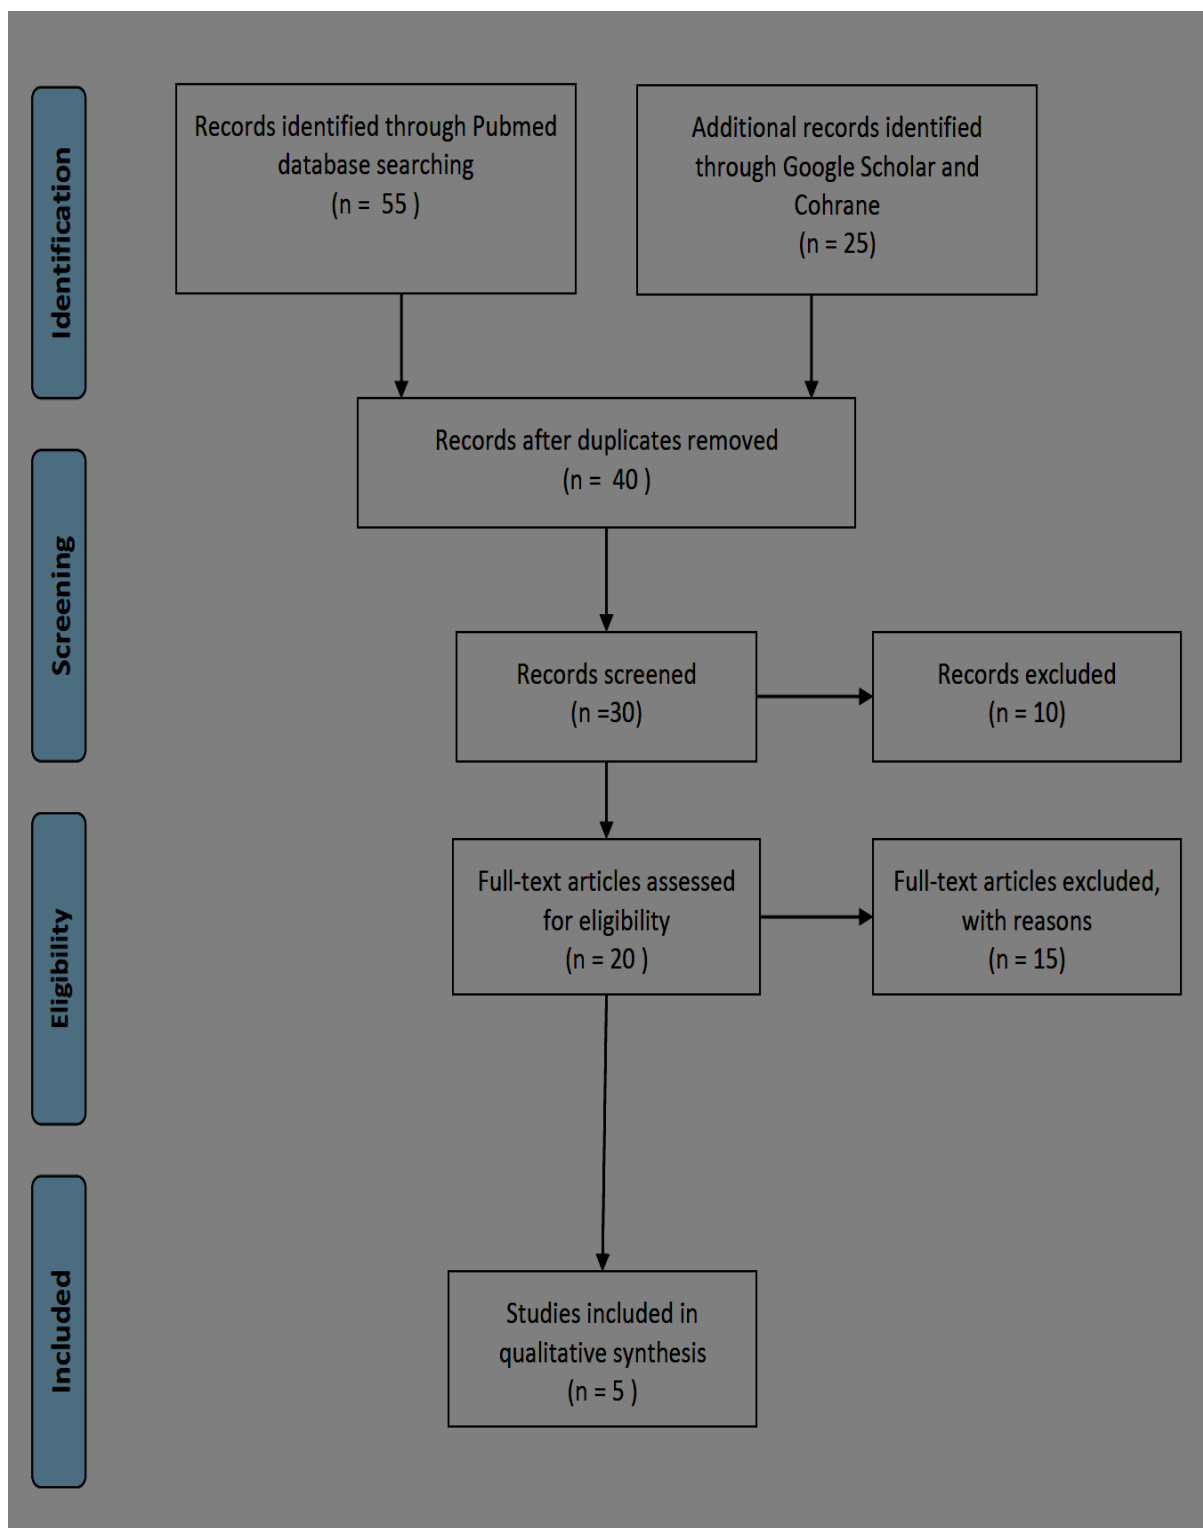 Identification
Records identified through Pubmed
database searching
(n = 55 )
Additional records identified
through Google Scholar and
Cohrane
(n = 25)
Records after duplicates removed
(n = 40 )
Screening
Records screened
(n =30)
Records excluded
(n = 10)
Eligibility
Full-text articles assessed
for eligibility
(n = 20 )
Full-text articles excluded,
with reasons
(n = 15)
Included
Studies included in
qualitative synthesis
(n = 5 )